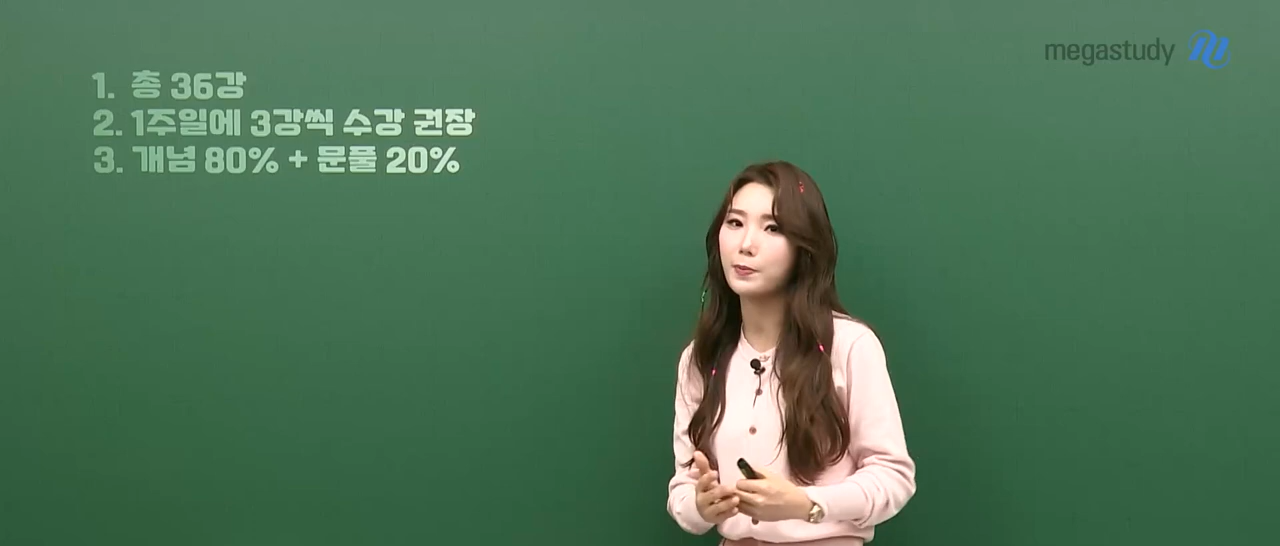 megastudy
1. 총 36강
2. 1주일에 3강씩 수강 권장
3. 개념 80% + 문풀 20%